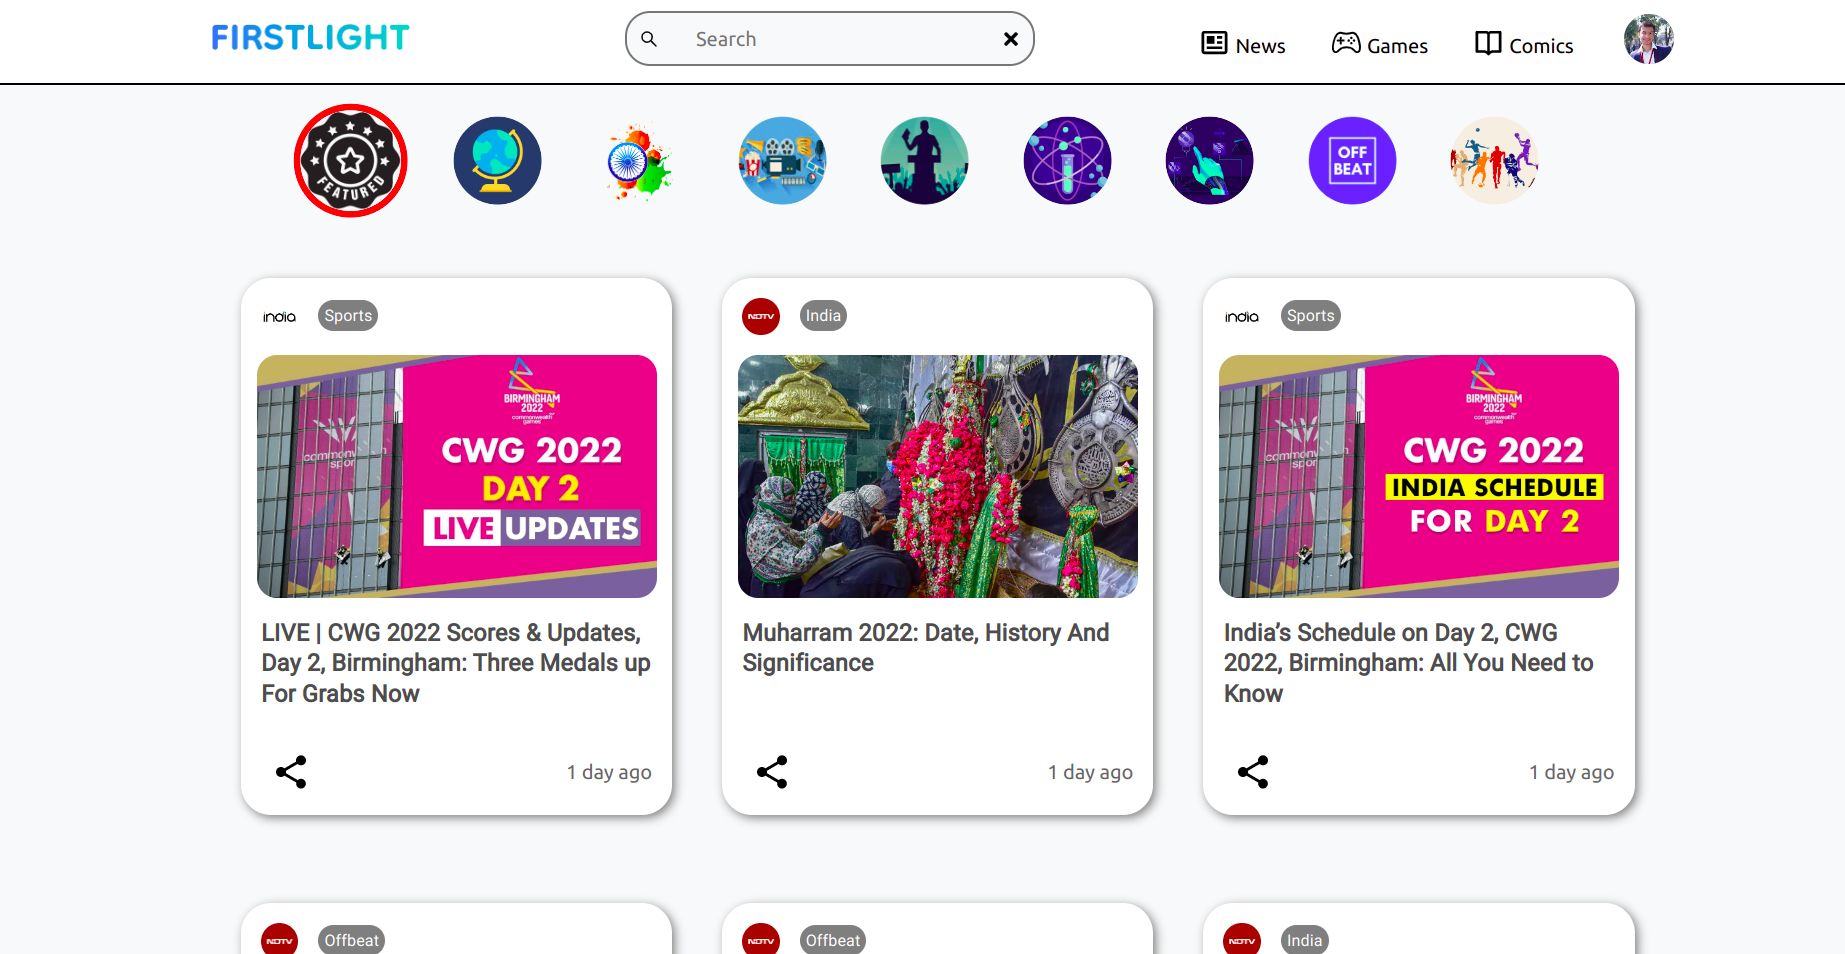 FIRSTLIGHT
Search
News
Games
Comics
FEATURED
OFF
BEAT
india
Sports
NDTV
India
india
Sports
BIRMINGHAM
2022
commonwealth
games
CWG 2022
DAY 2
LIVE UPDATES
BIRMINGHAM
2022
commonwealth
games
CWG 2022
INDIA SCHEDULE
FOR DAY 2
LIVE | CWG 2022 Scores & Updates,
Day 2, Birmingham: Three Medals up
For Grabs Now
Muharram 2022: Date, History And
Significance
India’s Schedule on Day 2, CWG
2022, Birmingham: All You Need to
Know
1 day ago
1 day ago
1 day ago
NDTV
Offbeat
NDTV
Offbeat
NDTV
India